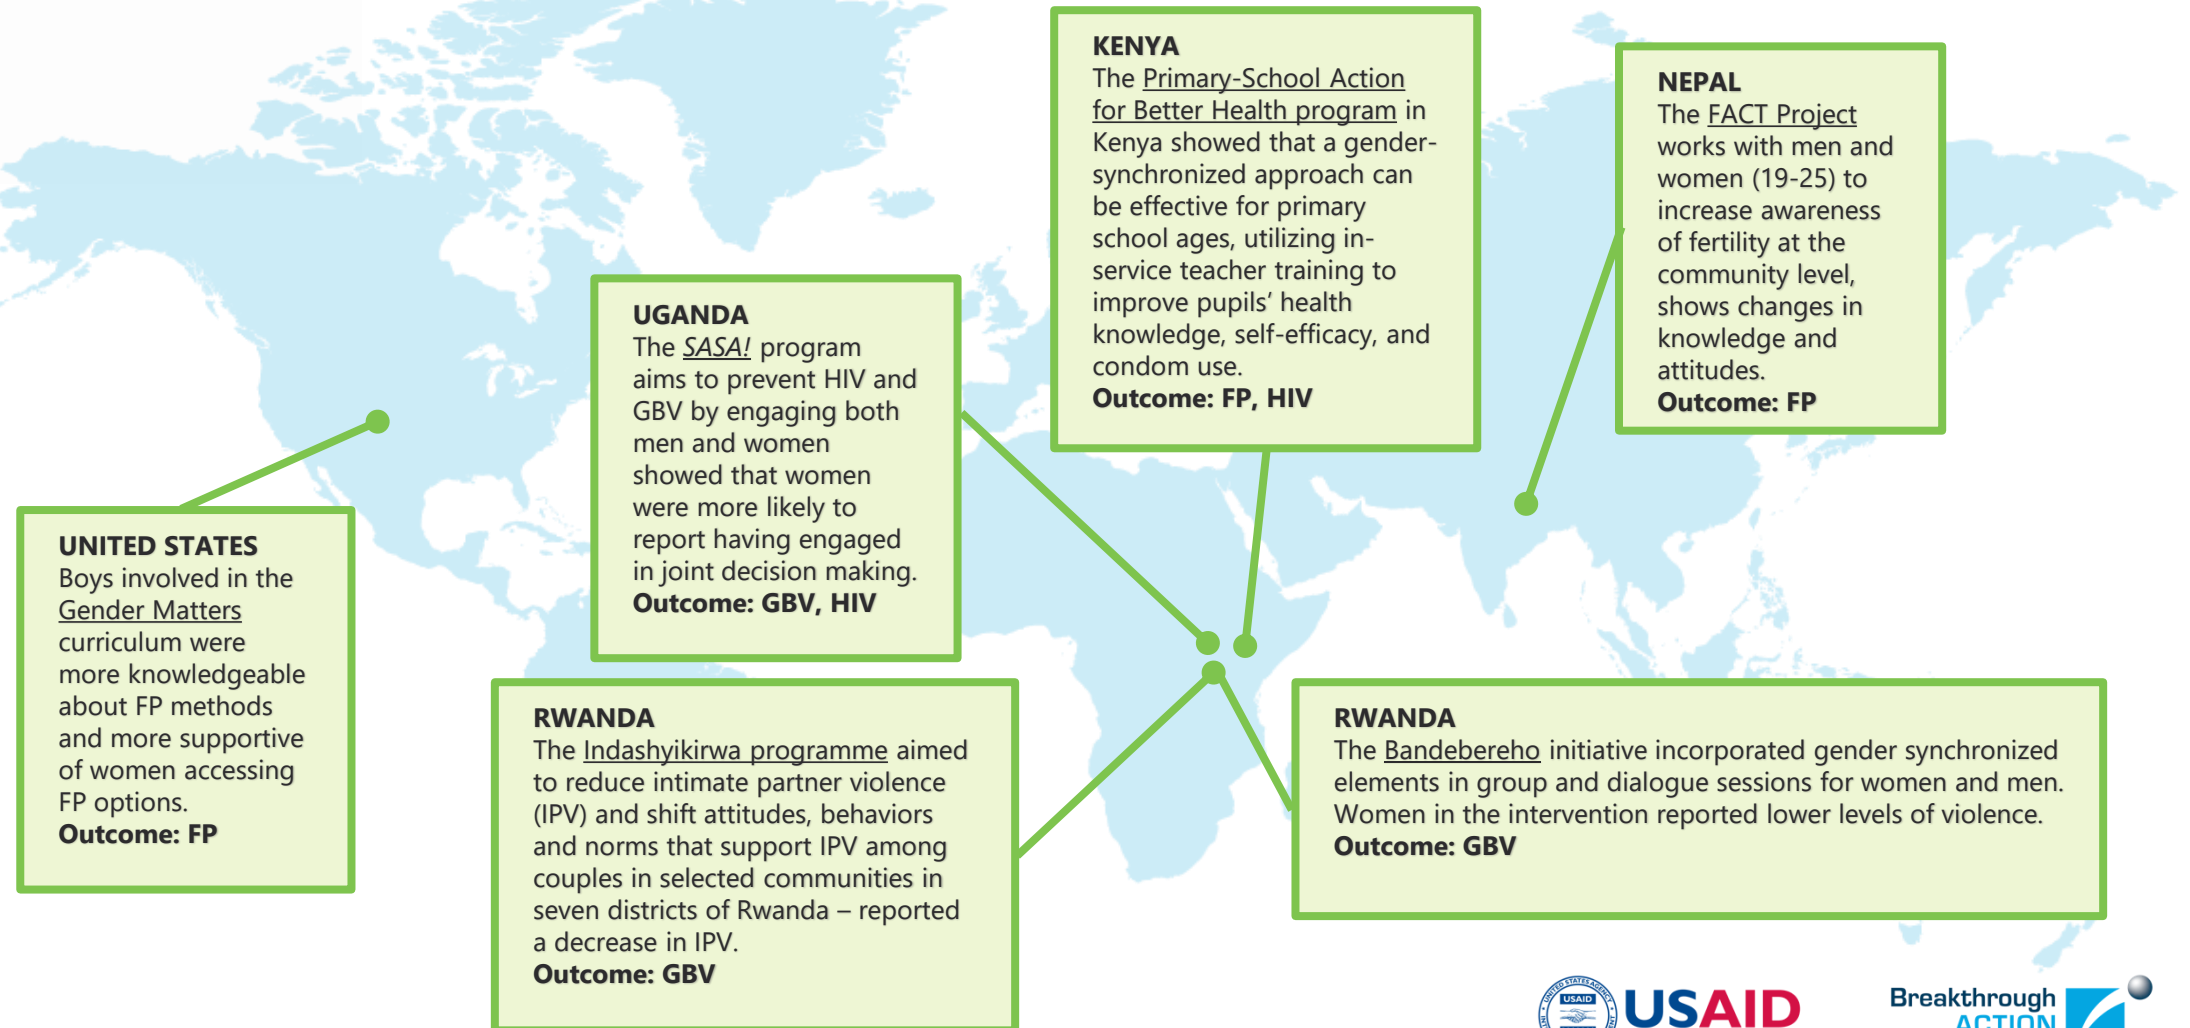 KENYA
The Primary-School Action
for Better Health program in
Kenya showed that a gender-
synchronized approach can
be effective for primary
school ages, utilizing in-
service teacher training to
improve pupils’ health
knowledge, self-efficacy, and
condom use.
Outcome: FP, HIV
NEPAL
The FACT Project
works with men and
women (19-25) to
increase awareness
of fertility at the
community level,
shows changes in
knowledge and
attitudes.
Outcome: FP
UGANDA
The SASA! program
aims to prevent HIV and
GBV by engaging both
men and women
showed that women
were more likely to
report having engaged
in joint decision making.
Outcome: GBV, HIV
UNITED STATES
Boys involved in the
Gender Matters
curriculum were
more knowledgeable
about FP methods
and more supportive
of women accessing
FP options.
Outcome: FP
RWANDA
The Indashyikirwa programme aimed
to reduce intimate partner violence
(IPV) and shift attitudes, behaviors
and norms that support IPV among
couples in selected communities in
seven districts of Rwanda – reported
a decrease in IPV.
Outcome: GBV
RWANDA
The Bandebereho initiative incorporated gender synchronized
elements in group and dialogue sessions for women and men.
Women in the intervention reported lower levels of violence.
Outcome: GBV
UNITED STATES AGENCY
USAID
USAID
Breakthrough
ACTION